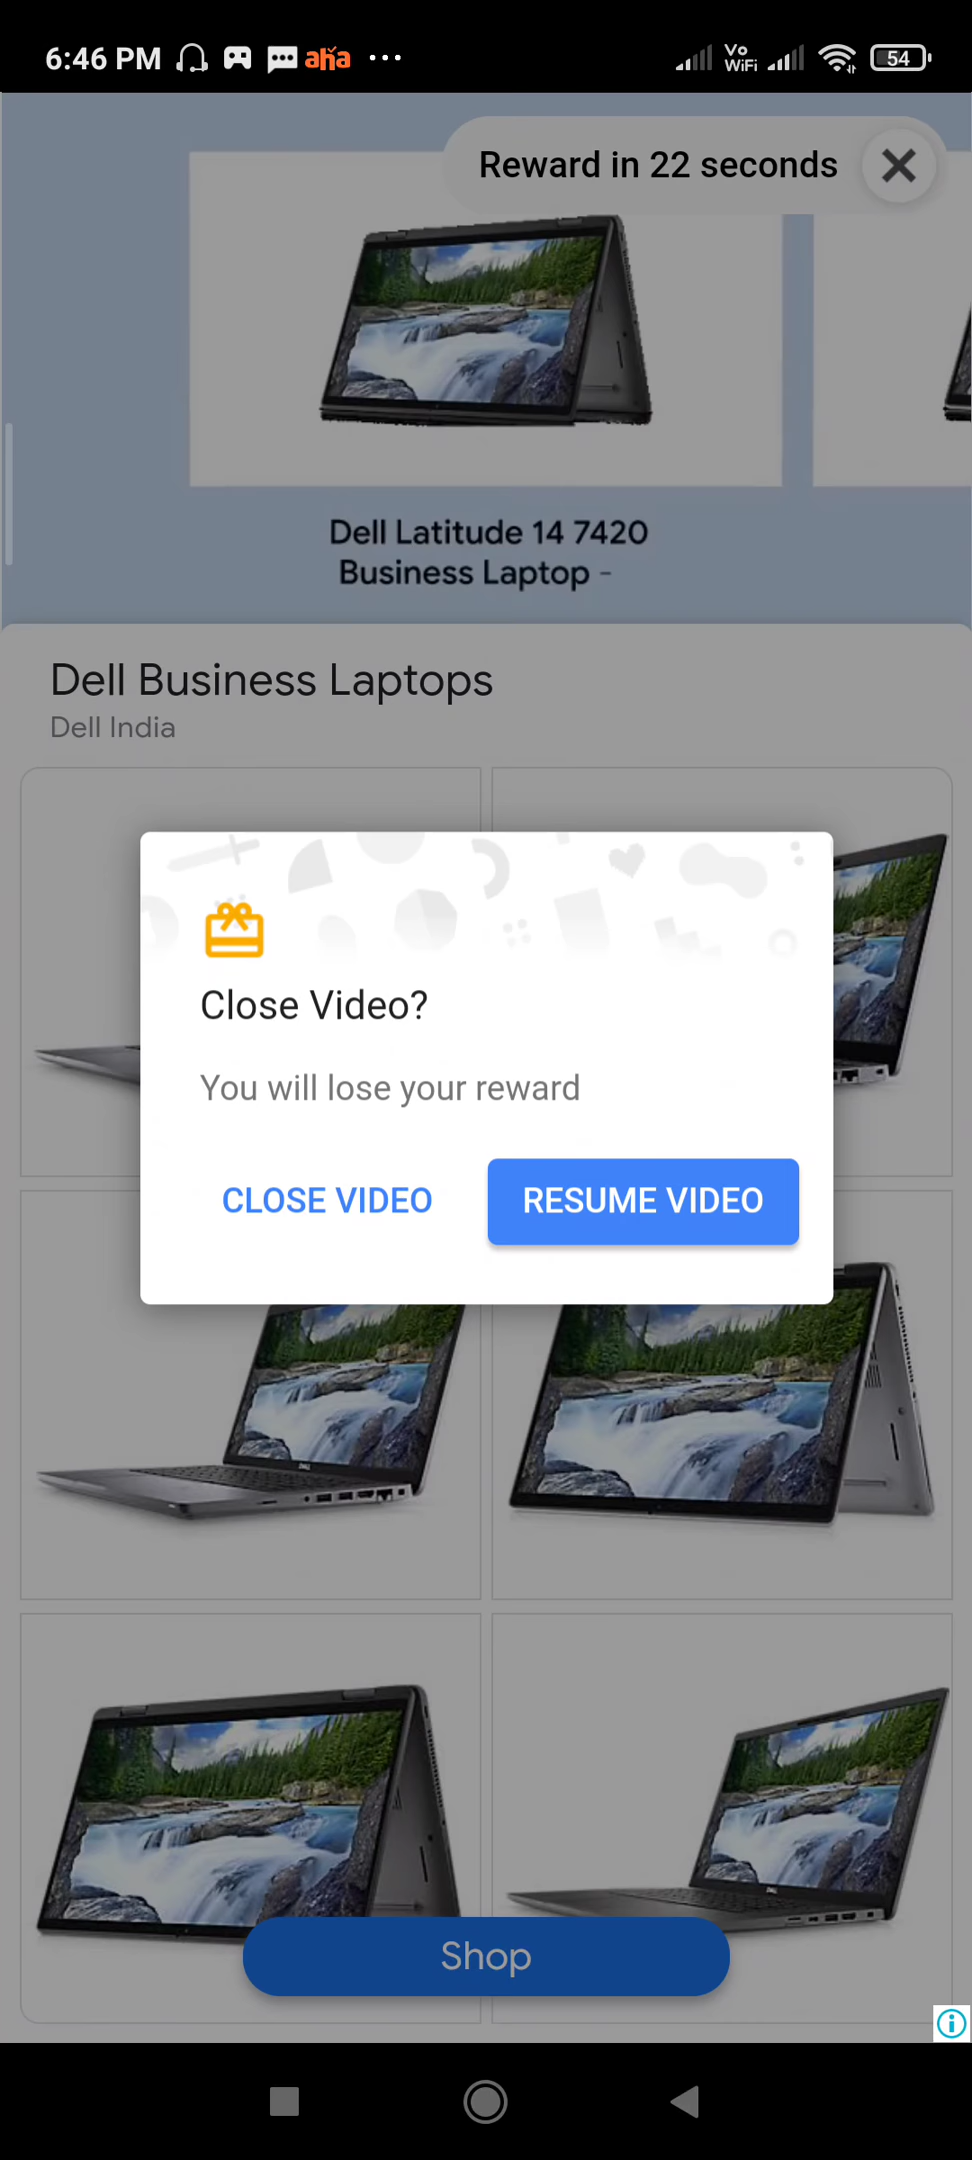 6:46 PM aha ...
Vo
WiFi
54
Reward in 22 seconds
Dell Latitude 14 7420
Business Laptop -
Dell Business Laptops
Dell India
Close Video?
You will lose your reward
CLOSE VIDEO
RESUME VIDEO
Shop